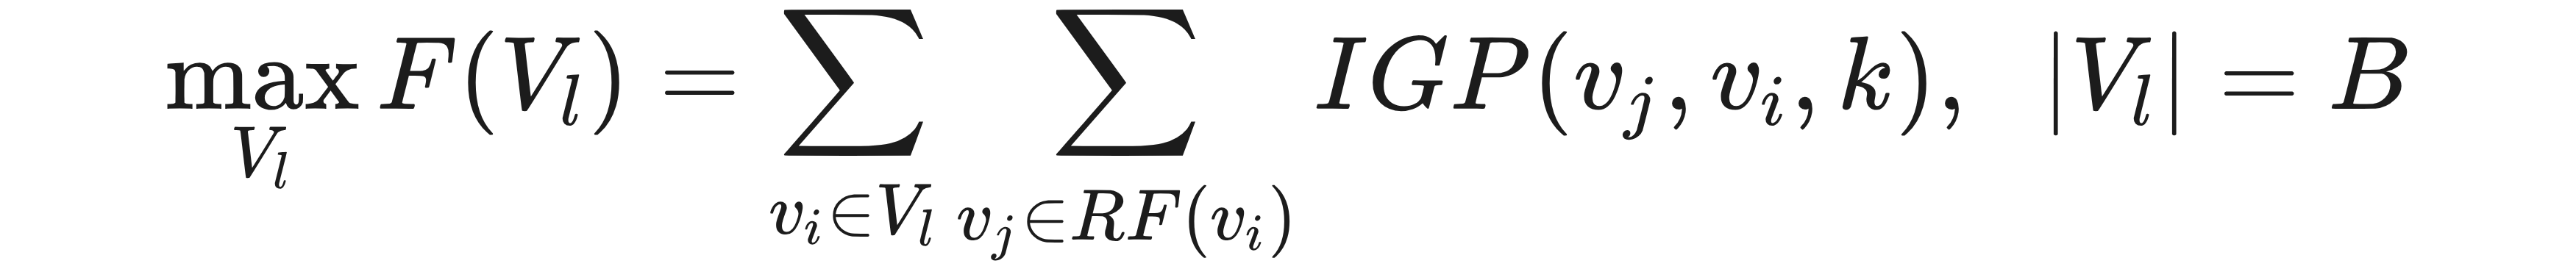 $$\max_{V_l} F(V_l) = \sum_{v_i \in V_l} \sum_{v_j \in RF(v_i)} IGP(v_j, v_i, k), \quad |V_l| = B$$